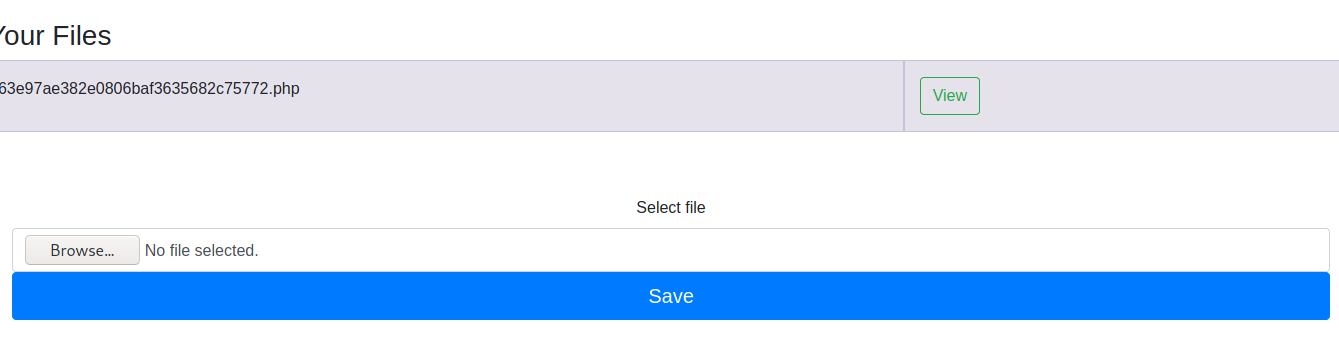 Your Files
63e97ae382e0806baf3635682c75772.php
View
Select file
Browse... No file selected.
Save